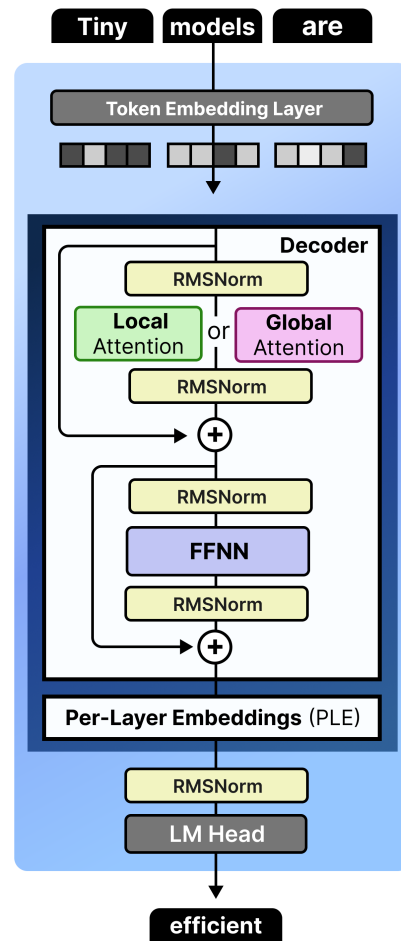 Tiny models are
Token Embedding Layer
Decoder
RMSNorm
Local
Attention
or
Global
Attention
RMSNorm
+
RMSNorm
FFNN
RMSNorm
+
Per-Layer Embeddings (PLE)
RMSNorm
LM Head
efficient